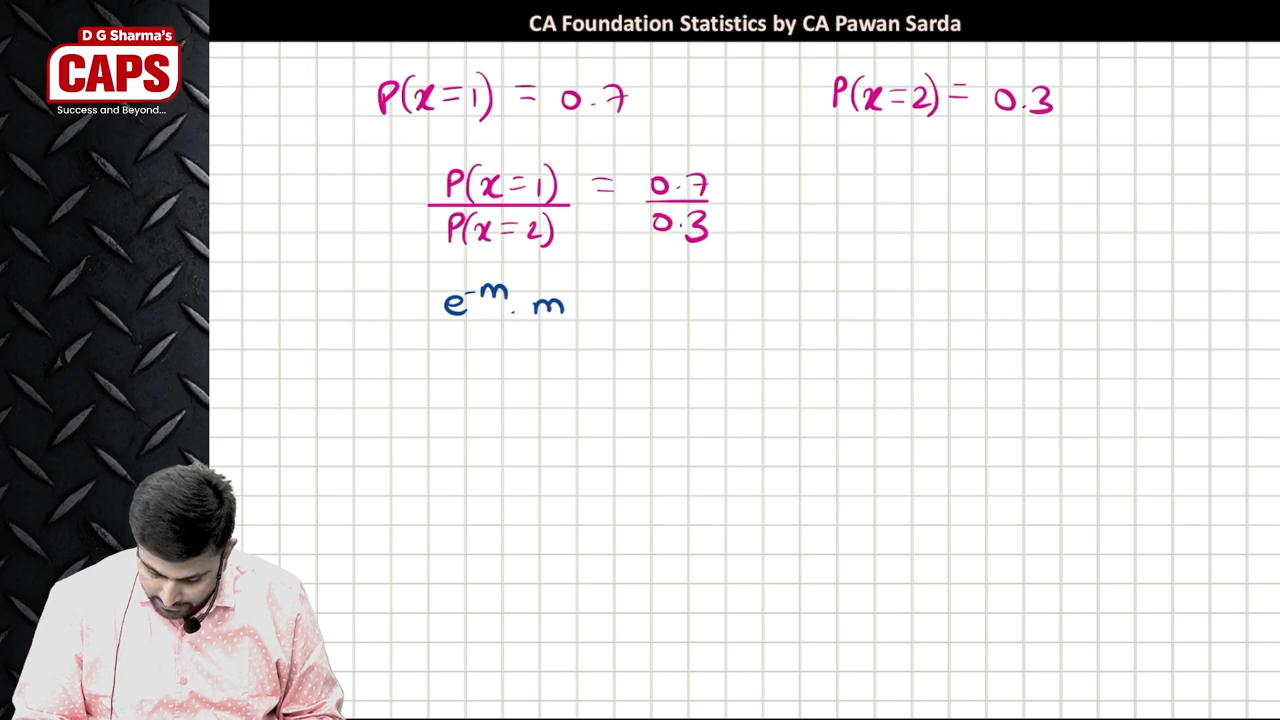 CA Foundation Statistics by CA Pawan Sarda
D G Sharma's
CAPS
Success and Beyond...
P(x=1) = 0.7
P(x=2) = 0.3
P(x=1) = 0.7
P(x=2) 0.3
e^-m . m